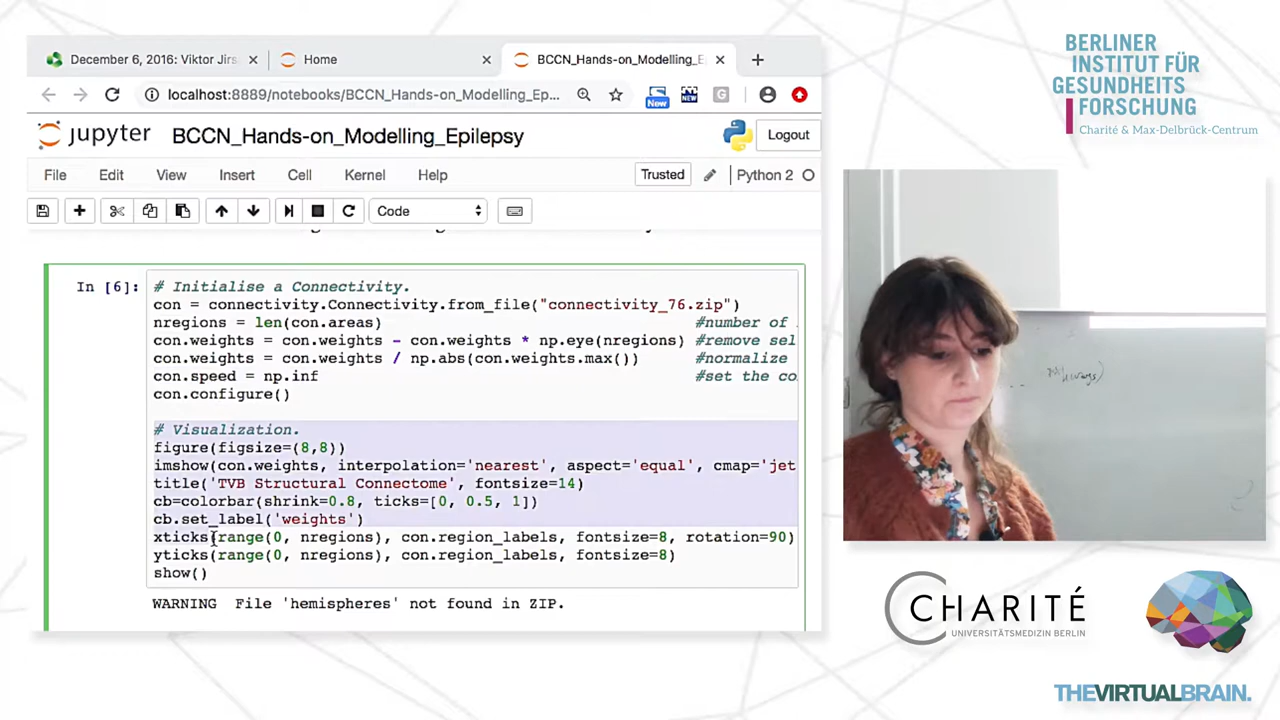 December 6, 2016: Viktor Jirs
Home
BCCN_Hands-on_Modelling_E
localhost:8889/notebooks/BCCN_Hands-on_Modelling_Ep...
New
NEW
G
jupyter BCCN_Hands-on_Modelling_Epilepsy
Logout
File Edit View Insert Cell Kernel Help
Trusted
Python 2
Code
In [6]:
# Initialise a Connectivity.
con = connectivity.Connectivity.from_file("connectivity_76.zip")
nregions = len(con.areas) #number of
con.weights = con.weights - con.weights * np.eye(nregions) #remove sel
con.weights = con.weights / np.abs(con.weights.max()) #normalize
con.speed = np.inf #set the co
con.configure()
# Visualization.
figure(figsize=(8,8))
imshow(con.weights, interpolation='nearest', aspect='equal', cmap='jet
title('TVB Structural Connectome', fontsize=14)
cb=colorbar(shrink=0.8, ticks=[0, 0.5, 1])
cb.set_label('weights')
xticks(range(0, nregions), con.region_labels, fontsize=8, rotation=90)
yticks(range(0, nregions), con.region_labels, fontsize=8)
show()
WARNING File 'hemispheres' not found in ZIP.
BERLINER
INSTITUT FÜR
GESUNDHEITS
FORSCHUNG
Charité & Max-Delbrück-Centrum
CHARITÉ
UNIVERSITÄTSMEDIZIN BERLIN
THEVIRTUALBRAIN.